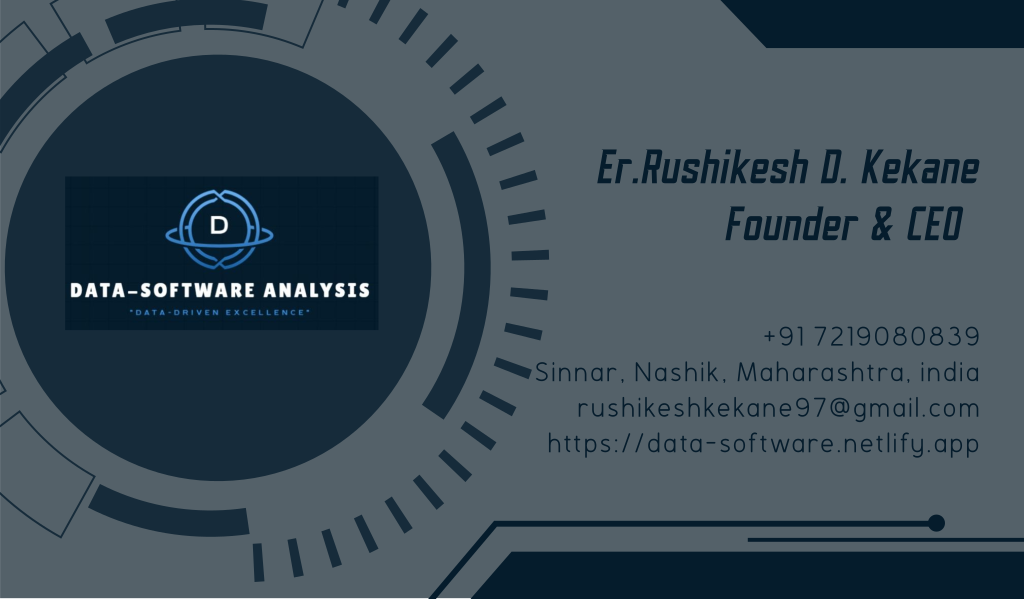 D
DATA-SOFTWARE ANALYSIS
"DATA-DRIVEN EXCELLENCE"
Er.Rushikesh D. Kekane
Founder & CEO
+91 7219080839
Sinnar, Nashik, Maharashtra, india
rushikeshkekane97@gmail.com
https://data-software.netlify.app